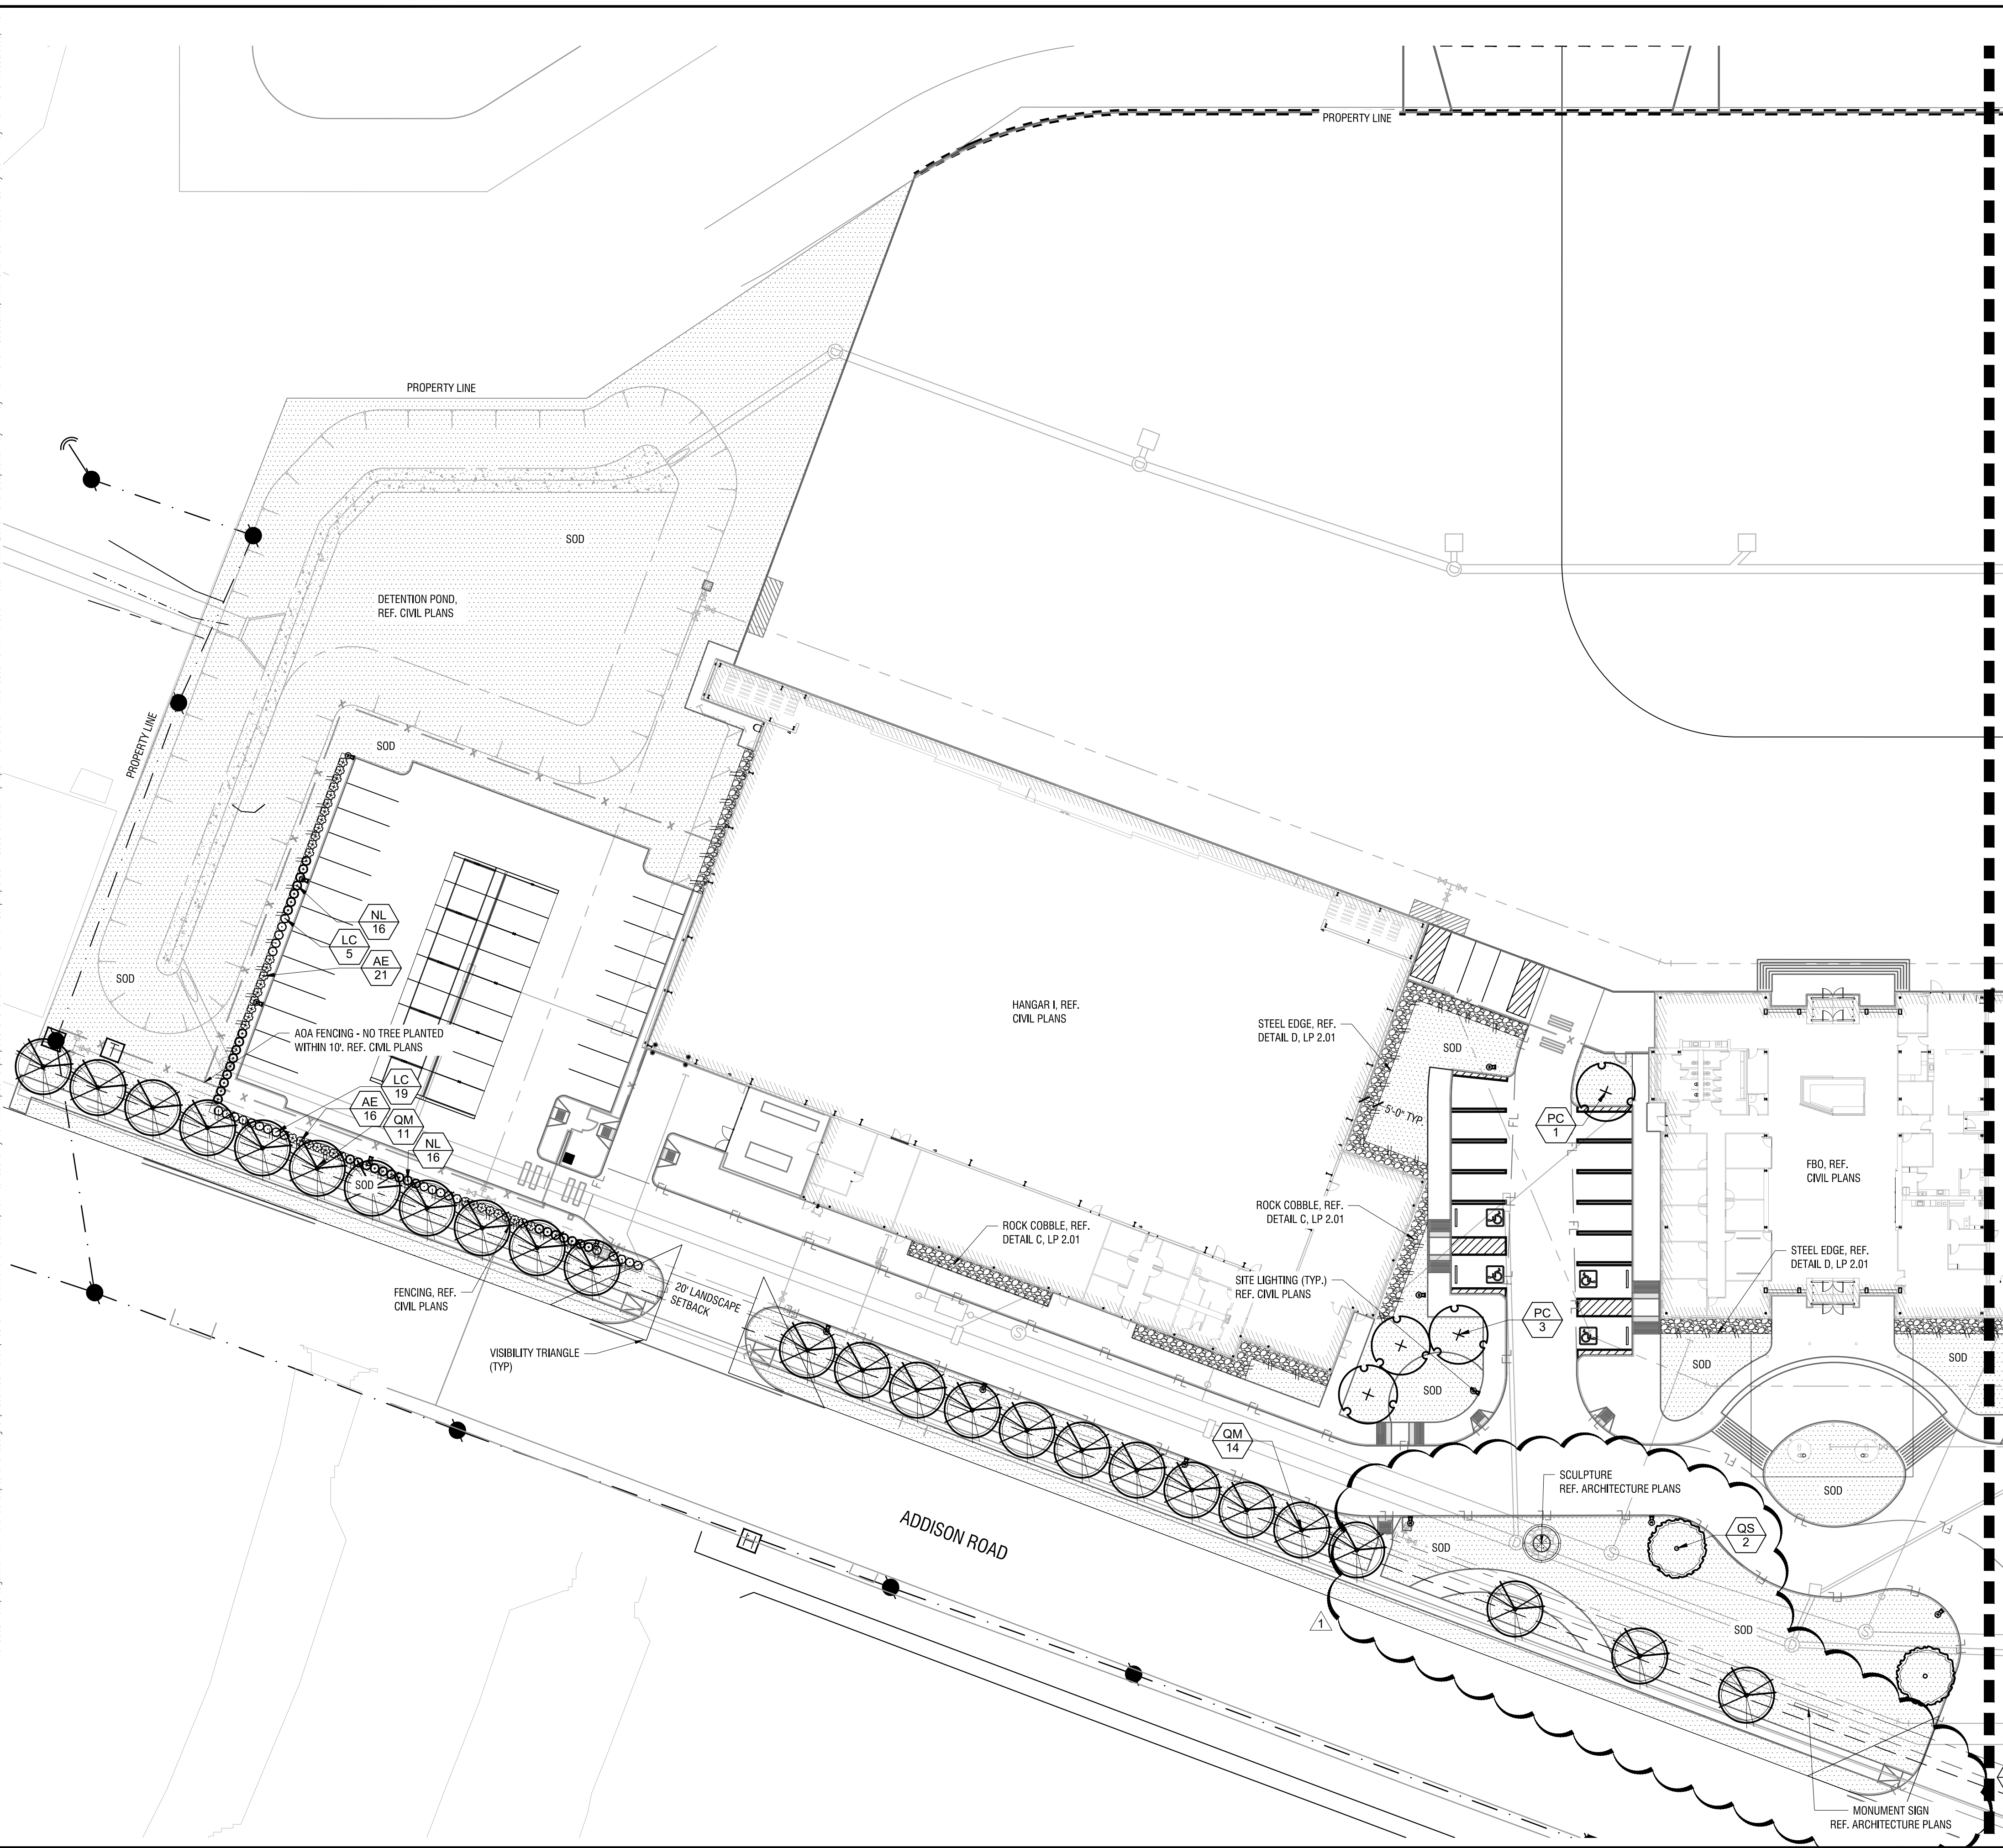 PROPERTY LINE
PROPERTY LINE
SOD
DETENTION POND,
REF. CIVIL PLANS
PROPERTY LINE
SOD
NL
16
LC
5
AE
21
SOD
AOA FENCING - NO TREE PLANTED
WITHIN 10'. REF. CIVIL PLANS
LC
19
AE
16
QM
11
NL
16
SOD
HANGAR I, REF.
CIVIL PLANS
STEEL EDGE, REF.
DETAIL D, LP 2.01
SOD
5'-0" TYP.
PC
1
FBO, REF.
CIVIL PLANS
ROCK COBBLE, REF.
DETAIL C, LP 2.01
ROCK COBBLE, REF.
DETAIL C, LP 2.01
STEEL EDGE, REF.
DETAIL D, LP 2.01
SITE LIGHTING (TYP.)
REF. CIVIL PLANS
FENCING, REF.
CIVIL PLANS
20' LANDSCAPE
SETBACK
VISIBILITY TRIANGLE
(TYP)
PC
3
SOD
SOD
SOD
QM
14
SCULPTURE
REF. ARCHITECTURE PLANS
SOD
ADDISON ROAD
SOD
QS
2
1
SOD
MONUMENT SIGN
REF. ARCHITECTURE PLANS